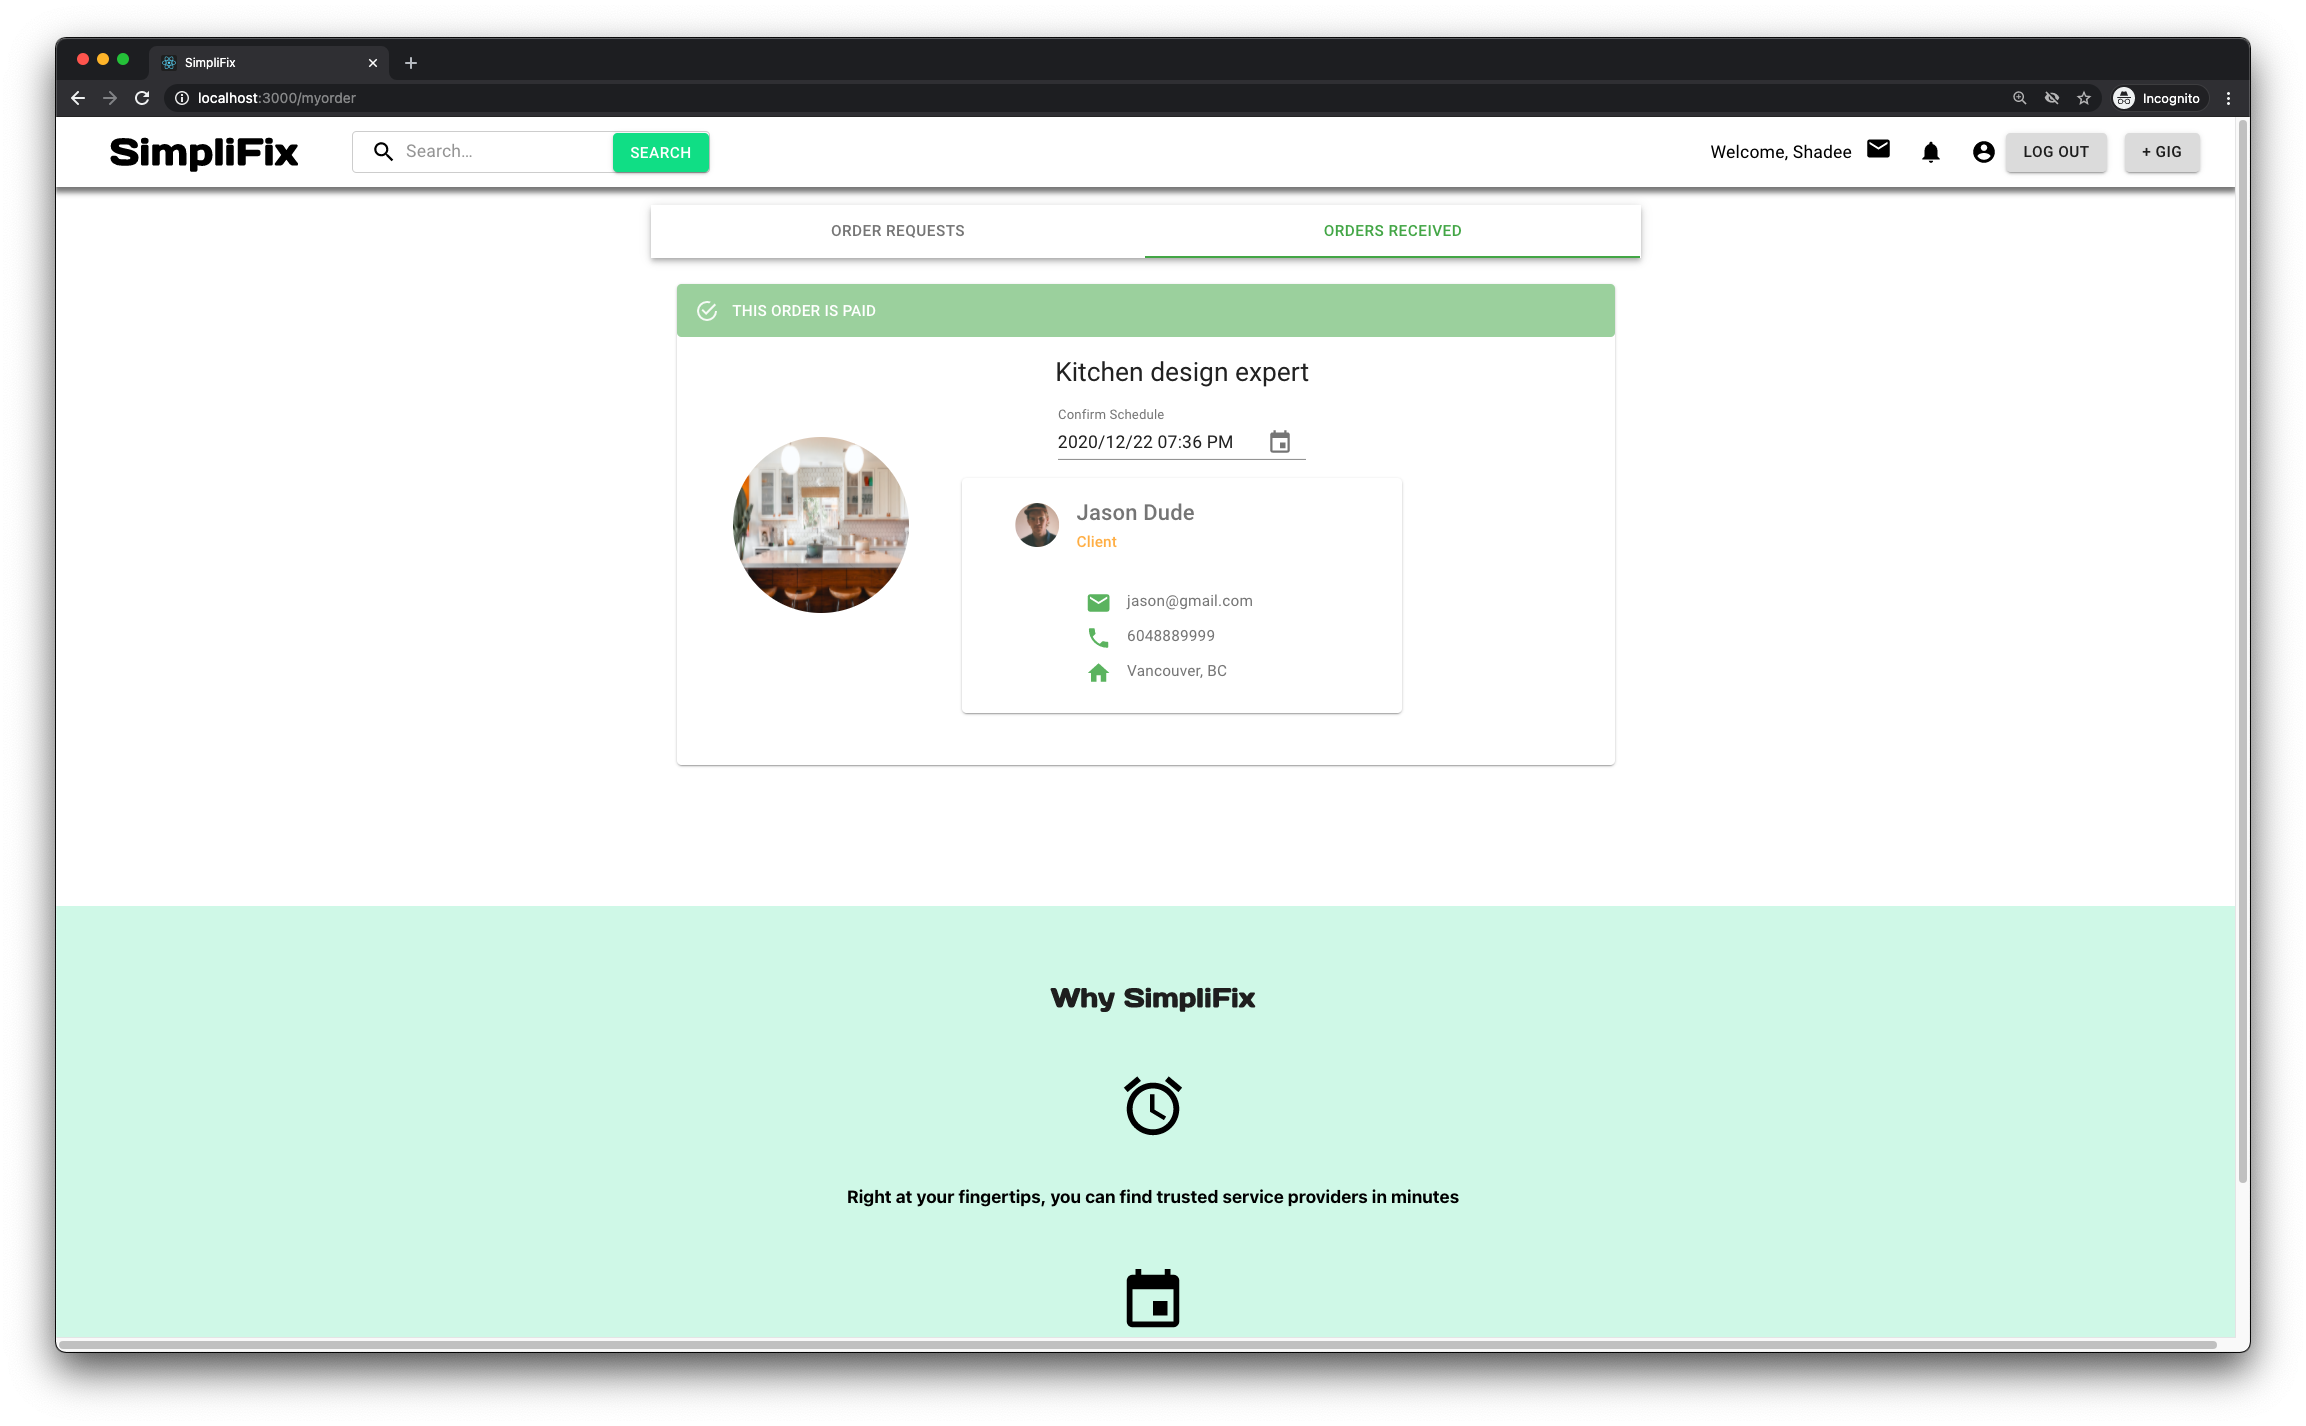 SimpliFix
localhost:3000/myorder
Incognito
SimpliFix
Search...
SEARCH
Welcome, Shadee
LOG OUT
+ GIG
ORDER REQUESTS
ORDERS RECEIVED
THIS ORDER IS PAID
Kitchen design expert
Confirm Schedule
2020/12/22 07:36 PM
Jason Dude
Client
jason@gmail.com
6048889999
Vancouver, BC
Why SimpliFix
Right at your fingertips, you can find trusted service providers in minutes